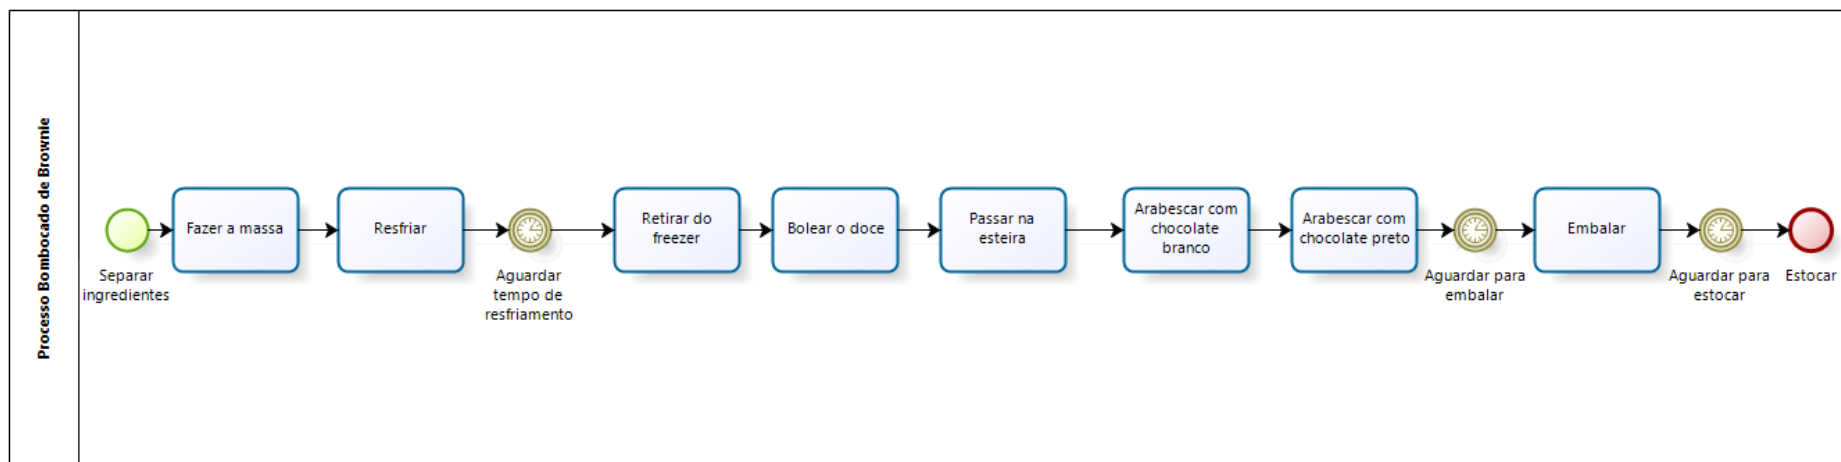 Processo Bombocado de Brownie
Separar
ingredientes
Fazer a massa
Resfriar
Aguardar
tempo de
resfriamento
Retirar do
freezer
Bolear o doce
Passar na
esteira
Arabescar com
chocolate
branco
Arabescar com
chocolate preto
Aguardar para
embalar
Embalar
Aguardar para
estocar
Estocar